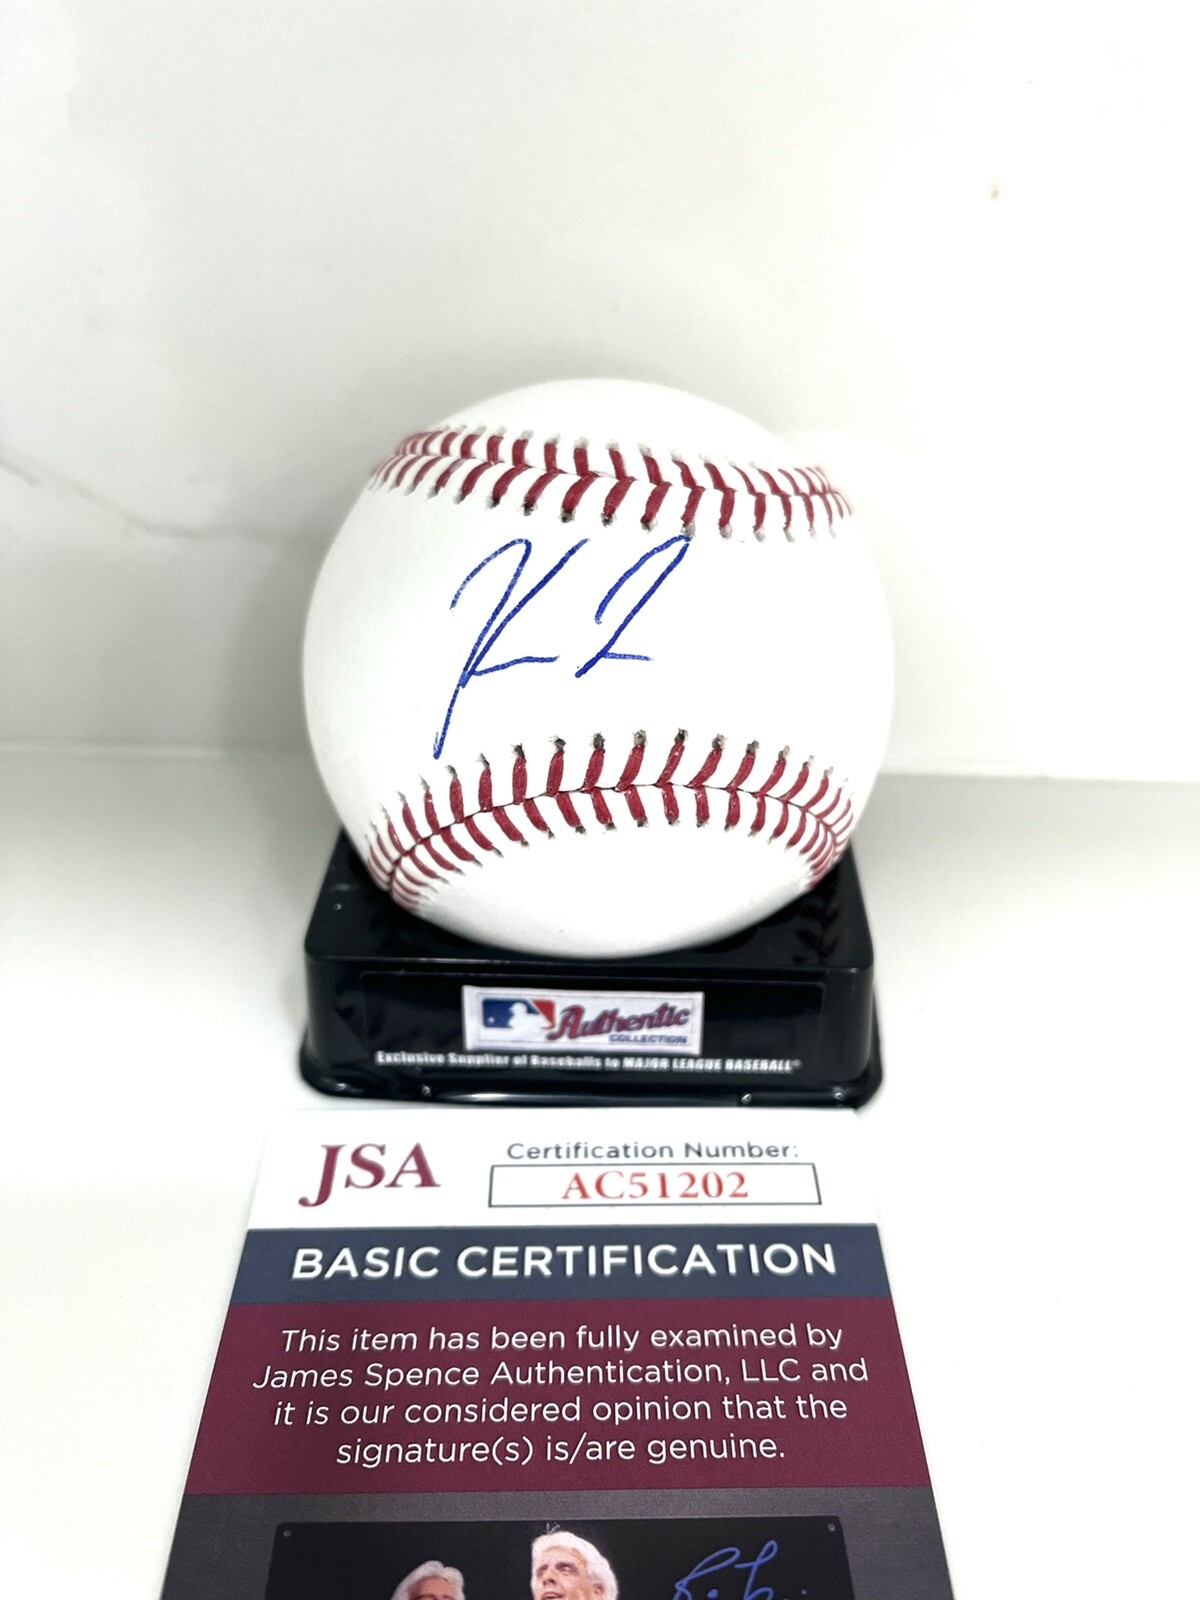 Authentic
COLLECTION
Exclusive Supplier of Baseballs to MAJOR LEAGUE BASEBALL®
JSA
Certification Number:
AC51202
BASIC CERTIFICATION
This item has been fully examined by
James Spence Authentication, LLC and
it is our considered opinion that the
signature(s) is/are genuine.